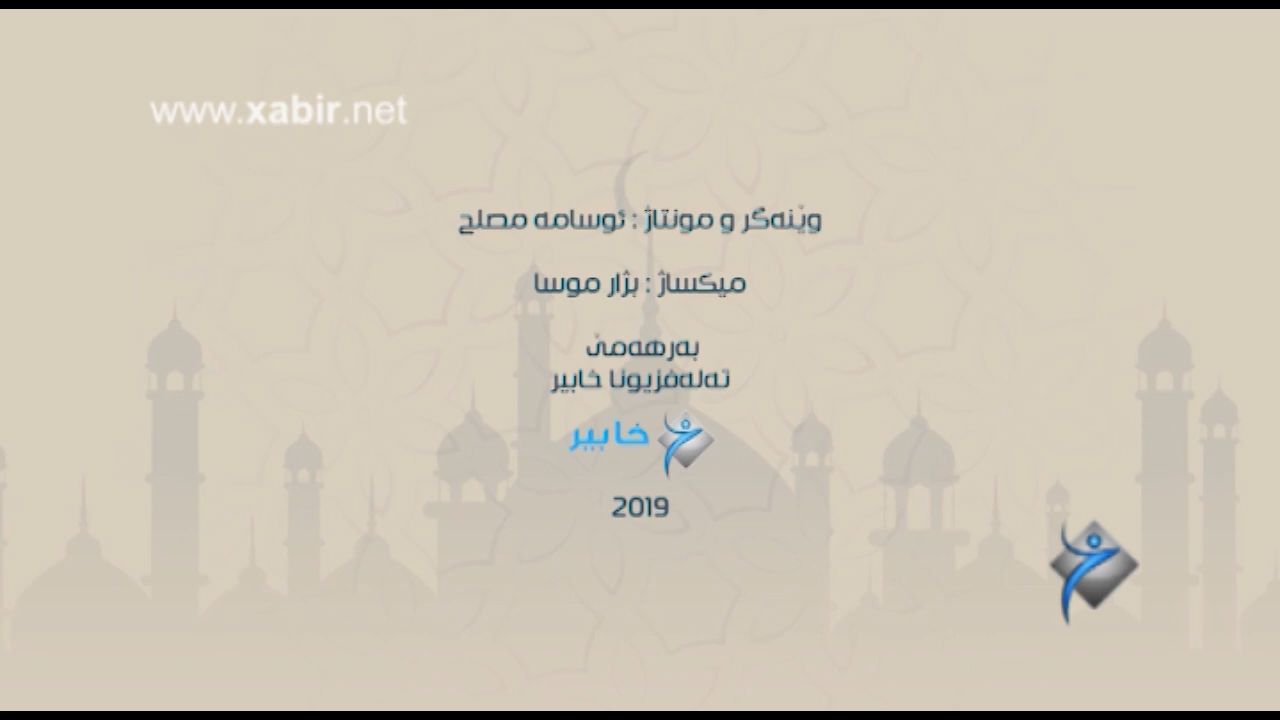 www.xabir.net
وێنەگر و مونتاژ : ئوسامە مصلح
میکساژ : بژار موسا
بەرهەمێ
تەلەفزیونا خابیر
خابیر
2019